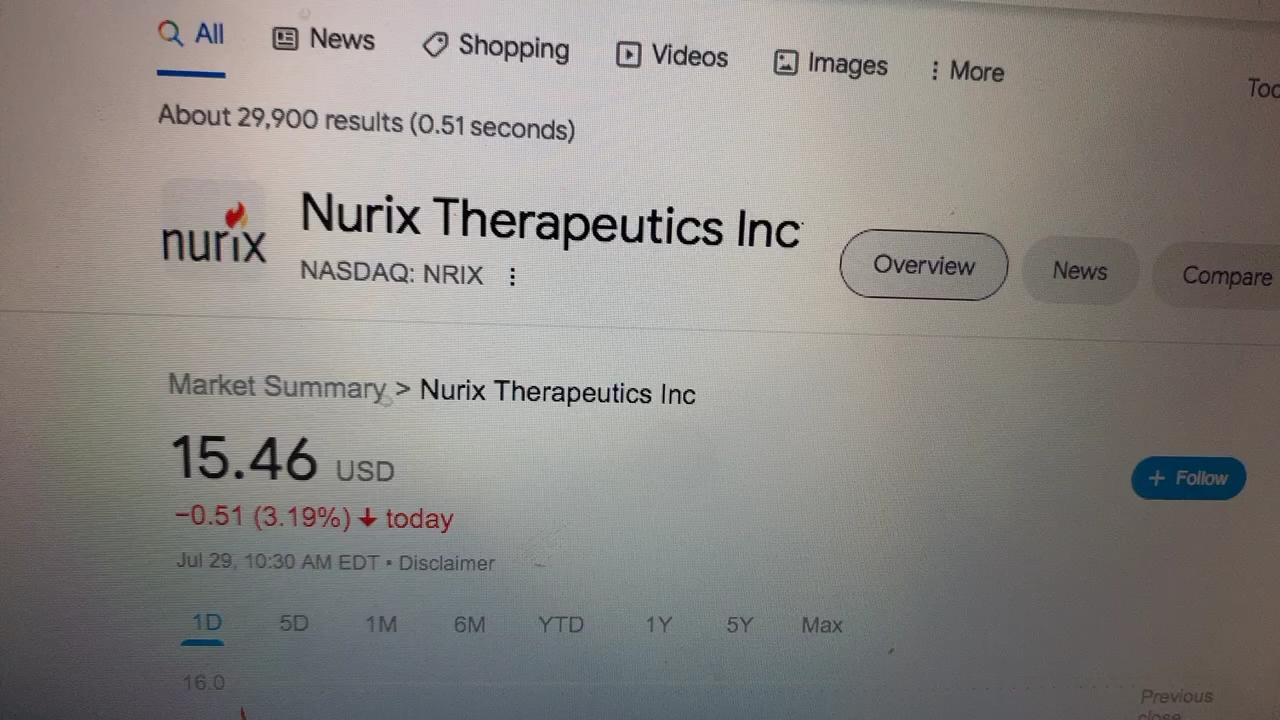 All News Shopping Videos Images More
About 29,900 results (0.51 seconds)
nurix
Nurix Therapeutics Inc
NASDAQ: NRIX
Overview News Compare
Market Summary > Nurix Therapeutics Inc
15.46 USD
+ Follow
−0.51 (3.19%) ↓ today
Jul 29, 10:30 AM EDT • Disclaimer
1D 5D 1M 6M YTD 1Y 5Y Max
16.0
Previous
close